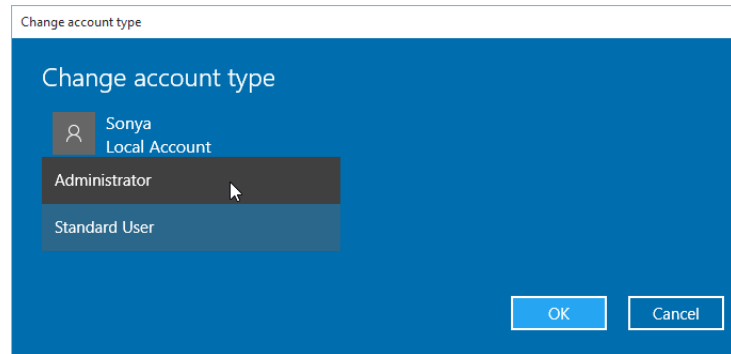 Change account type
Change account type
Sonya
Local Account
Administrator
Standard User
OK Cancel